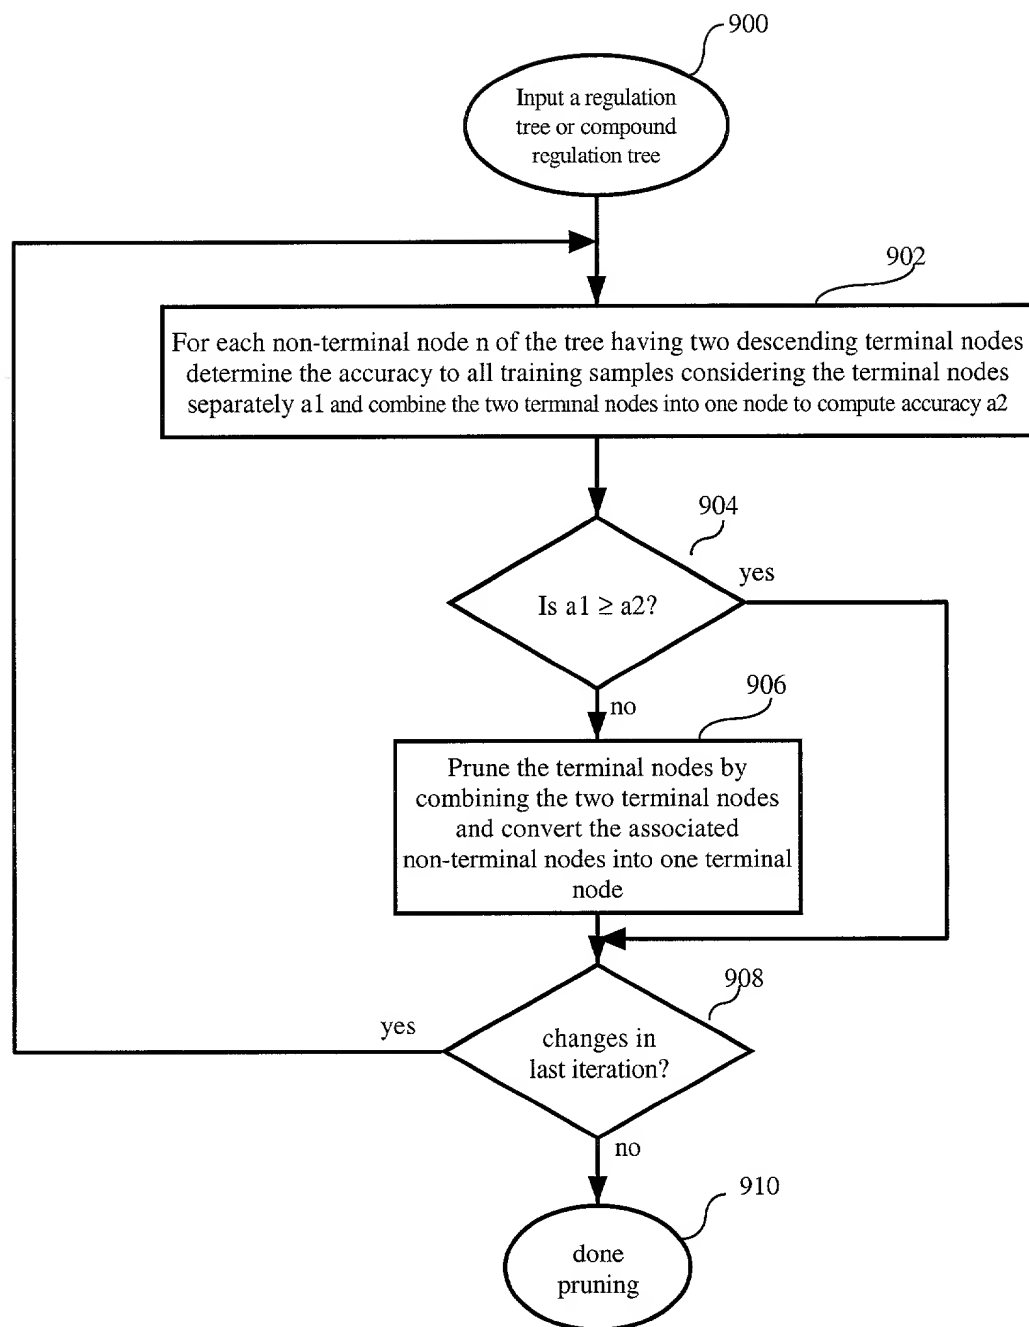 900
Input a regulation
tree or compound
regulation tree
902
For each non-terminal node n of the tree having two descending terminal nodes
determine the accuracy to all training samples considering the terminal nodes
separately a1 and combine the two terminal nodes into one node to compute accuracy a2
904
yes
Is a1 ≥ a2?
no
906
Prune the terminal nodes by
combining the two terminal nodes
and convert the associated
non-terminal nodes into one terminal
node
908
yes
changes in
last iteration?
no
910
done
pruning